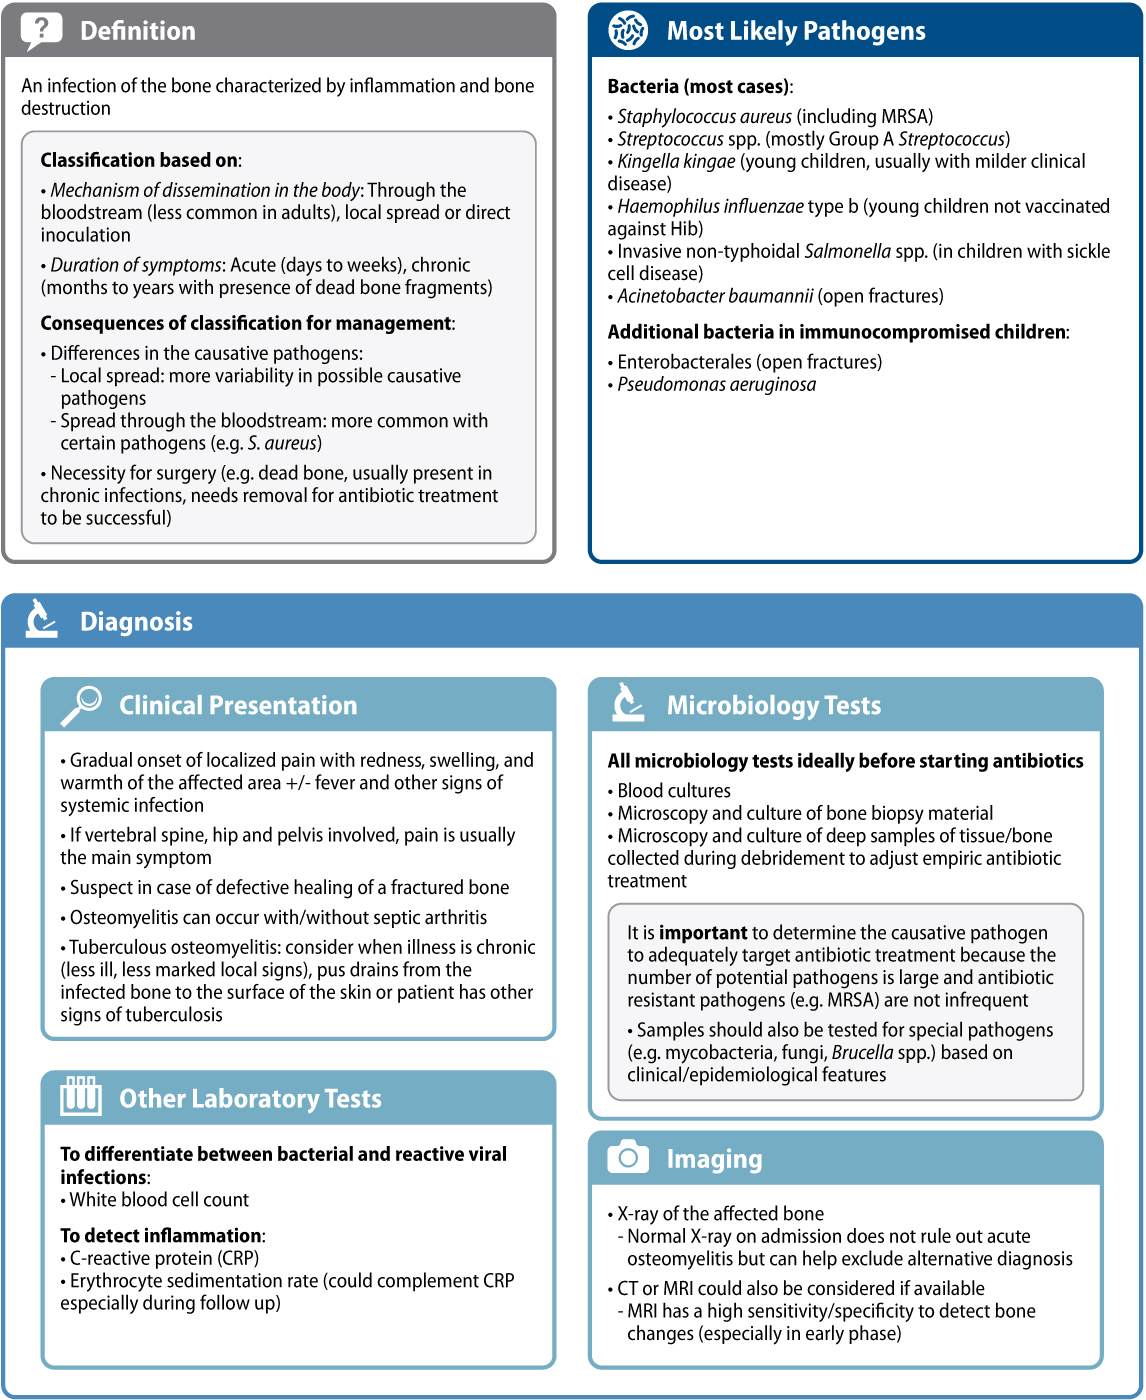 Definition
An infection of the bone characterized by inflammation and bone
destruction
Classification based on:
• Mechanism of dissemination in the body: Through the
bloodstream (less common in adults), local spread or direct
inoculation
• Duration of symptoms: Acute (days to weeks), chronic
(months to years with presence of dead bone fragments)
Consequences of classification for management:
• Differences in the causative pathogens:
- Local spread: more variability in possible causative
pathogens
- Spread through the bloodstream: more common with
certain pathogens (e.g. S. aureus)
• Necessity for surgery (e.g. dead bone, usually present in
chronic infections, needs removal for antibiotic treatment
to be successful)
Most Likely Pathogens
Bacteria (most cases):
• Staphylococcus aureus (including MRSA)
• Streptococcus spp. (mostly Group A Streptococcus)
• Kingella kingae (young children, usually with milder clinical
disease)
• Haemophilus influenzae type b (young children not vaccinated
against Hib)
• Invasive non-typhoidal Salmonella spp. (in children with sickle
cell disease)
• Acinetobacter baumannii (open fractures)
Additional bacteria in immunocompromised children:
• Enterobacterales (open fractures)
• Pseudomonas aeruginosa
Diagnosis
Clinical Presentation
• Gradual onset of localized pain with redness, swelling, and
warmth of the affected area +/- fever and other signs of
systemic infection
• If vertebral spine, hip and pelvis involved, pain is usually
the main symptom
• Suspect in case of defective healing of a fractured bone
• Osteomyelitis can occur with/without septic arthritis
• Tuberculous osteomyelitis: consider when illness is chronic
(less ill, less marked local signs), pus drains from the
infected bone to the surface of the skin or patient has other
signs of tuberculosis
Other Laboratory Tests
To differentiate between bacterial and reactive viral
infections:
• White blood cell count
To detect inflammation:
• C-reactive protein (CRP)
• Erythrocyte sedimentation rate (could complement CRP
especially during follow up)
Microbiology Tests
All microbiology tests ideally before starting antibiotics
• Blood cultures
• Microscopy and culture of bone biopsy material
• Microscopy and culture of deep samples of tissue/bone
collected during debridement to adjust empiric antibiotic
treatment
It is important to determine the causative pathogen
to adequately target antibiotic treatment because the
number of potential pathogens is large and antibiotic
resistant pathogens (e.g. MRSA) are not infrequent
• Samples should also be tested for special pathogens
(e.g. mycobacteria, fungi, Brucella spp.) based on
clinical/epidemiological features
Imaging
• X-ray of the affected bone
- Normal X-ray on admission does not rule out acute
osteomyelitis but can help exclude alternative diagnosis
• CT or MRI could also be considered if available
- MRI has a high sensitivity/specificity to detect bone
changes (especially in early phase)